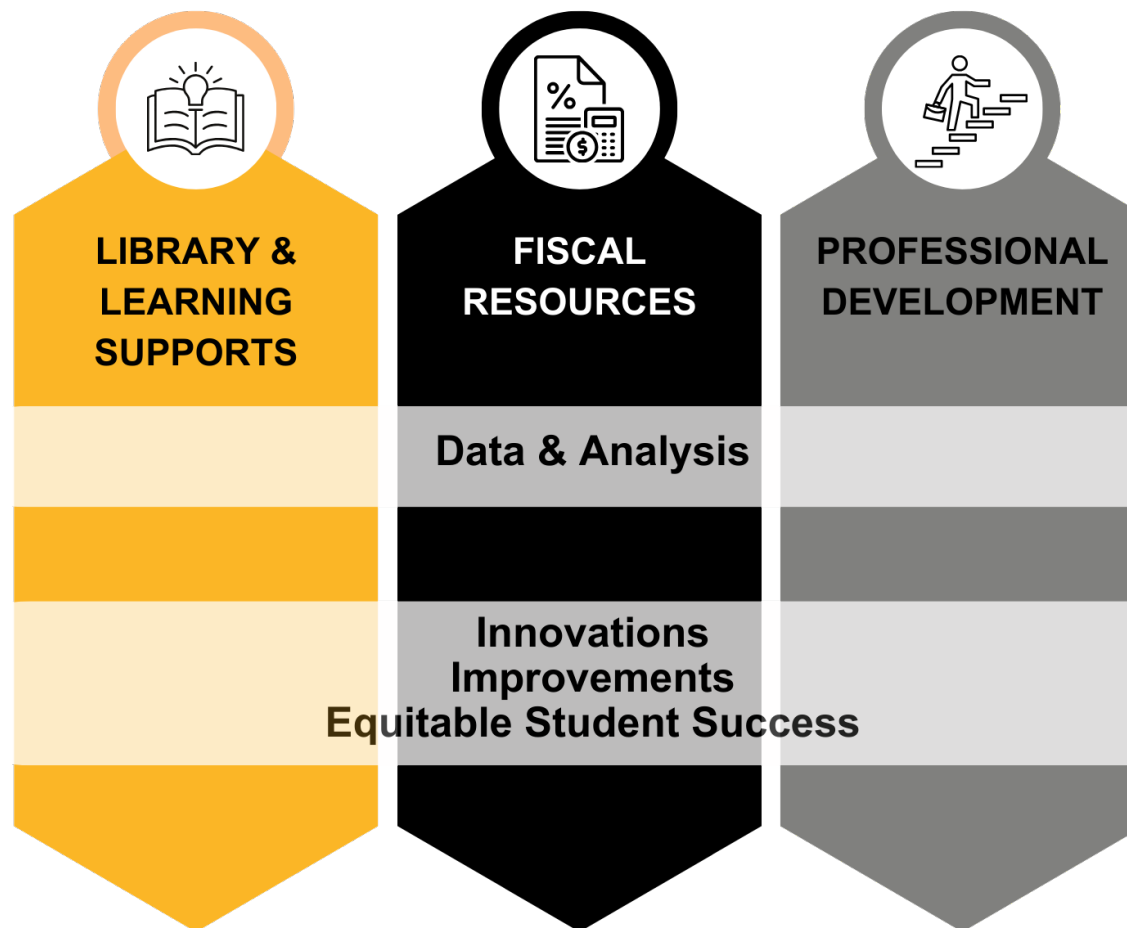 LIBRARY &
LEARNING
SUPPORTS
FISCAL
RESOURCES
PROFESSIONAL
DEVELOPMENT
%
$
Data & Analysis
Innovations
Improvements
Equitable Student Success